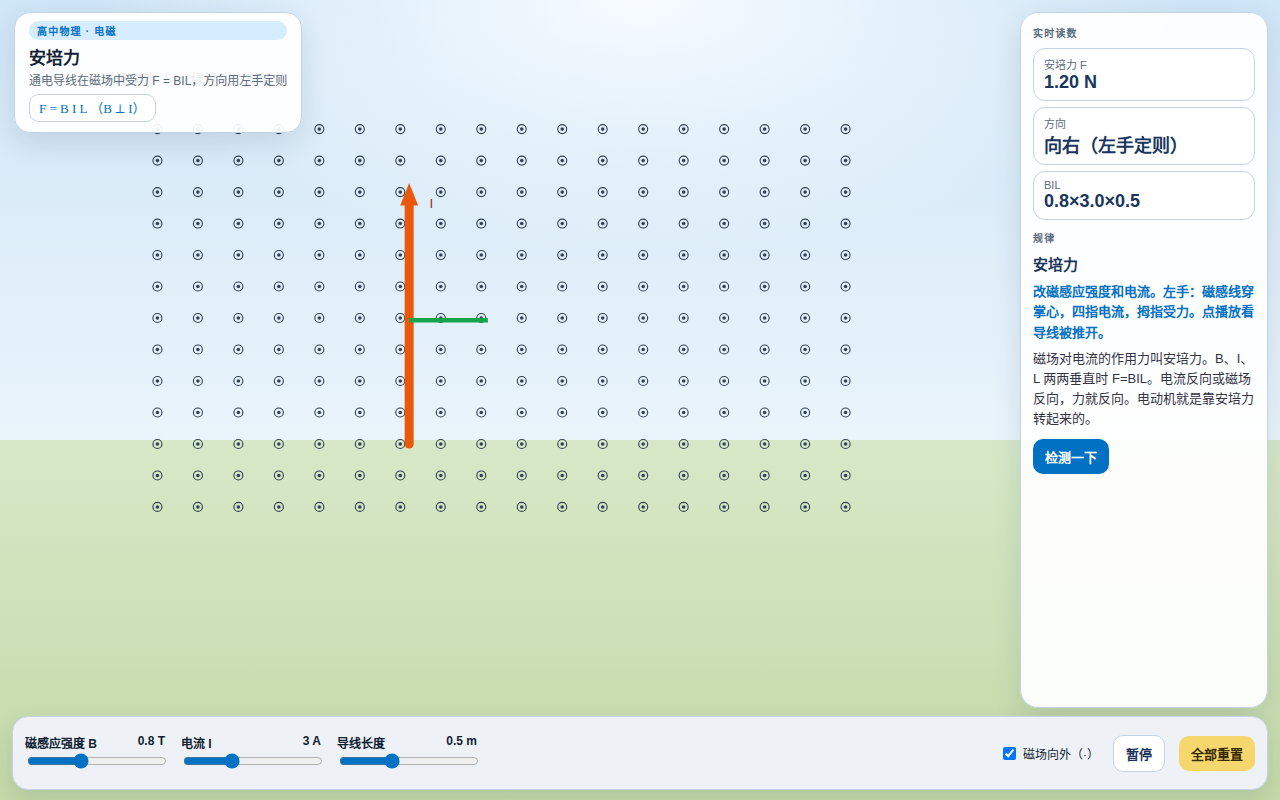 高中物理 · 电磁
安培力
通电导线在磁场中受力 F = BIL，方向用左手定则
F = B I L （B ⊥ I）
I
实时读数
安培力 F
1.20 N
方向
向右（左手定则）
BIL
0.8×3.0×0.5
规律
安培力
改磁感应强度和电流。左手：磁感线穿
掌心，四指电流，拇指受力。点播放看
导线被推开。
磁场对电流的作用力叫安培力。B、I、
L 两两垂直时 F=BIL。电流反向或磁场
反向，力就反向。电动机就是靠安培力
转起来的。
检测一下
磁感应强度 B 0.8 T 电流 I 3 A 导线长度 0.5 m
磁场向外（·） 暂停 全部重置